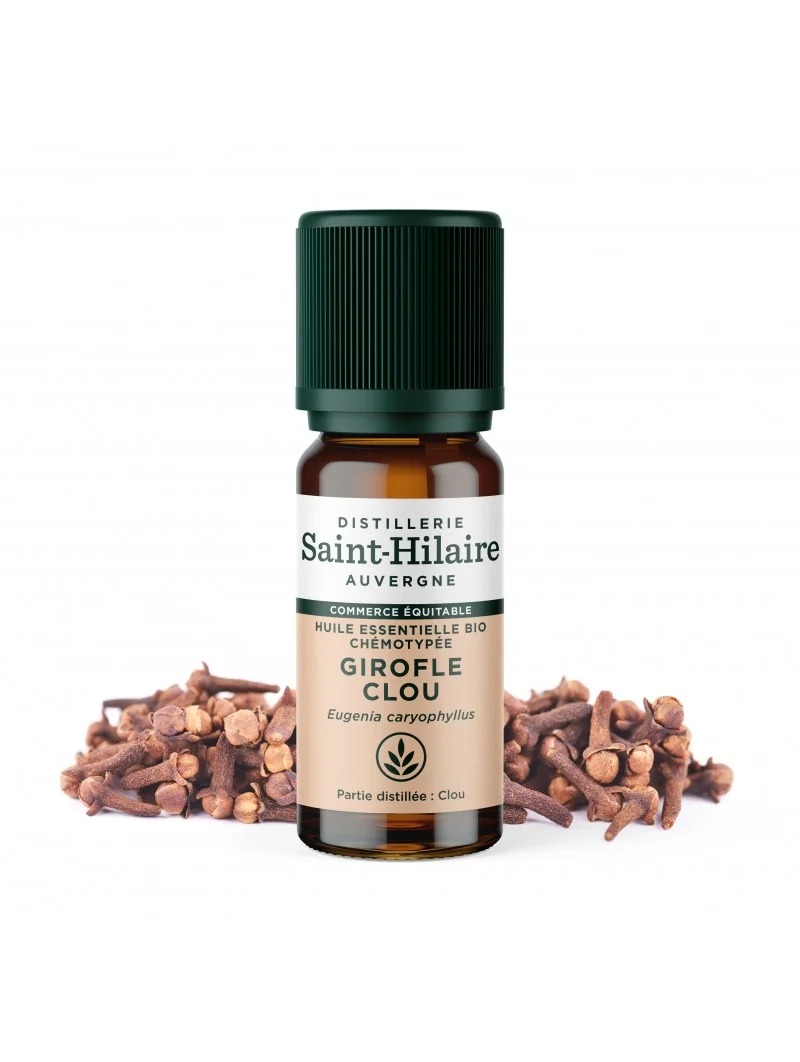 DISTILLERIE
Saint-Hilaire
AUVERGNE
COMMERCE ÉQUITABLE
HUILE ESSENTIELLE BIO
CHÉMOTYPÉE
GIROFLE
CLOU
Eugenia caryophyllus
Partie distillée : Clou